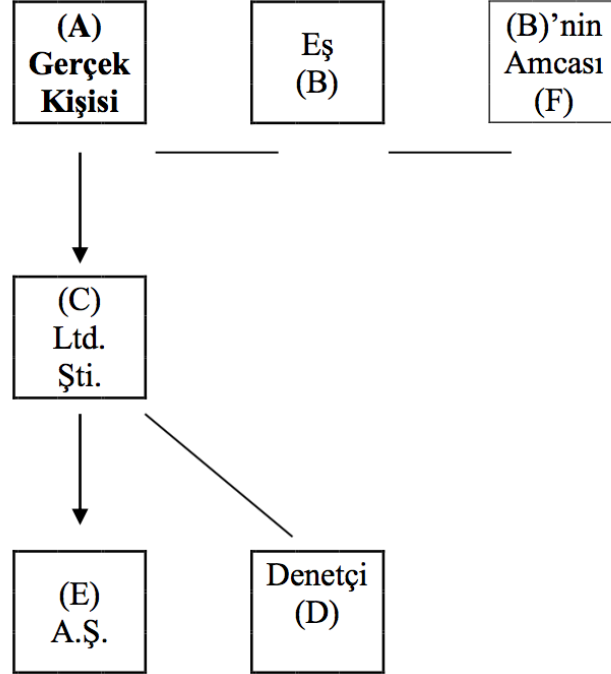 (A)
Gerçek
Kişisi
Eş
(B)
(B)’nin
Amcası
(F)
(C)
Ltd.
Şti.
(E)
A.Ş.
Denetçi
(D)